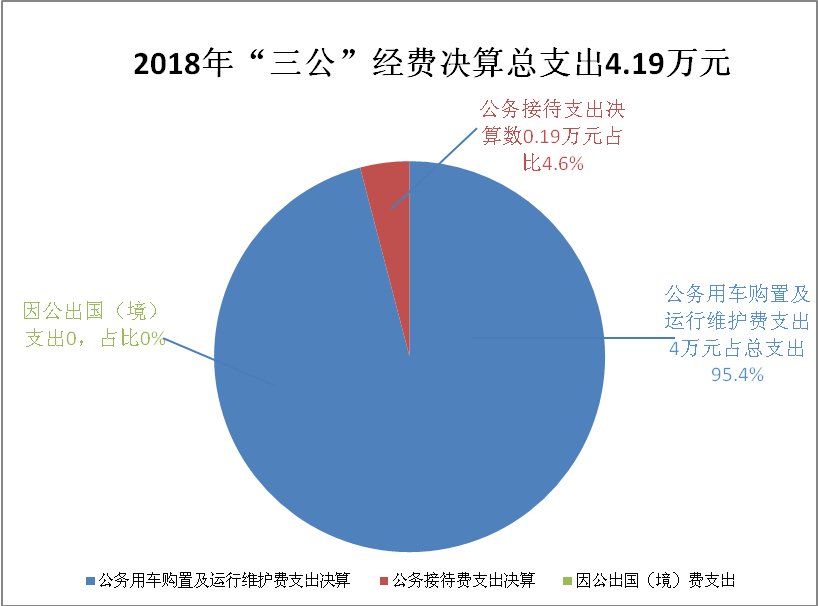 2018年“三公”经费决算总支出4.19万元
公务接待支出决
算数0.19万元占
比4.6%
因公出国（境）
支出0，占比0%
公务用车购置及
运行维护费支出
4万元占总支出
95.4%
公务用车购置及运行维护费支出决算
公务接待费支出决算
因公出国（境）费支出